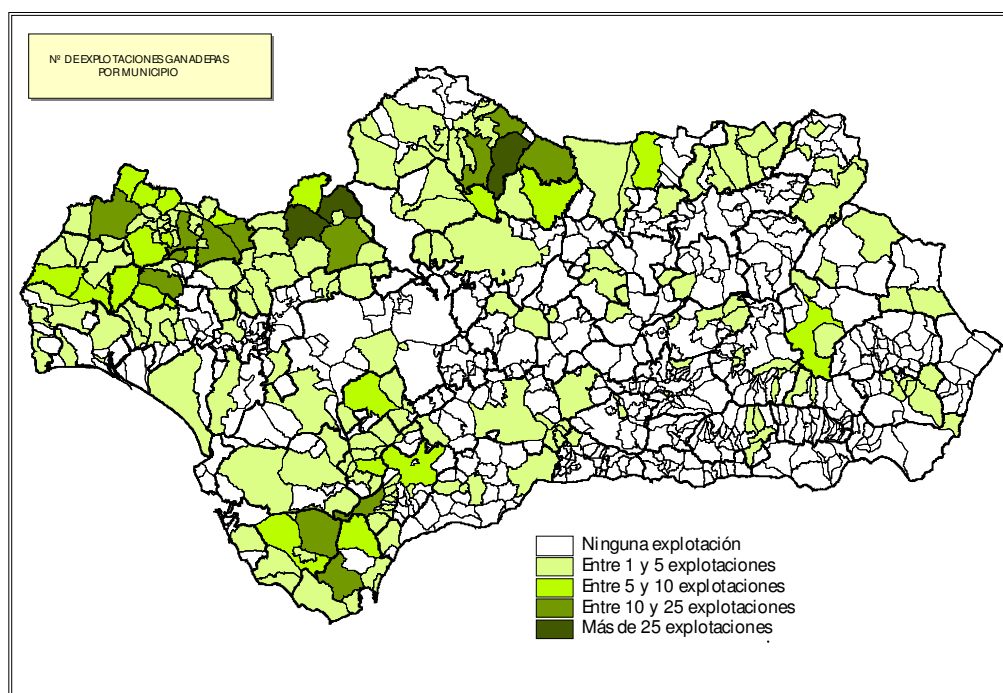 Nº DE EXPLOTACIONES GANADERAS
POR MUNICIPIO
Ninguna explotación
Entre 1 y 5 explotaciones
Entre 5 y 10 explotaciones
Entre 10 y 25 explotaciones
Más de 25 explotaciones